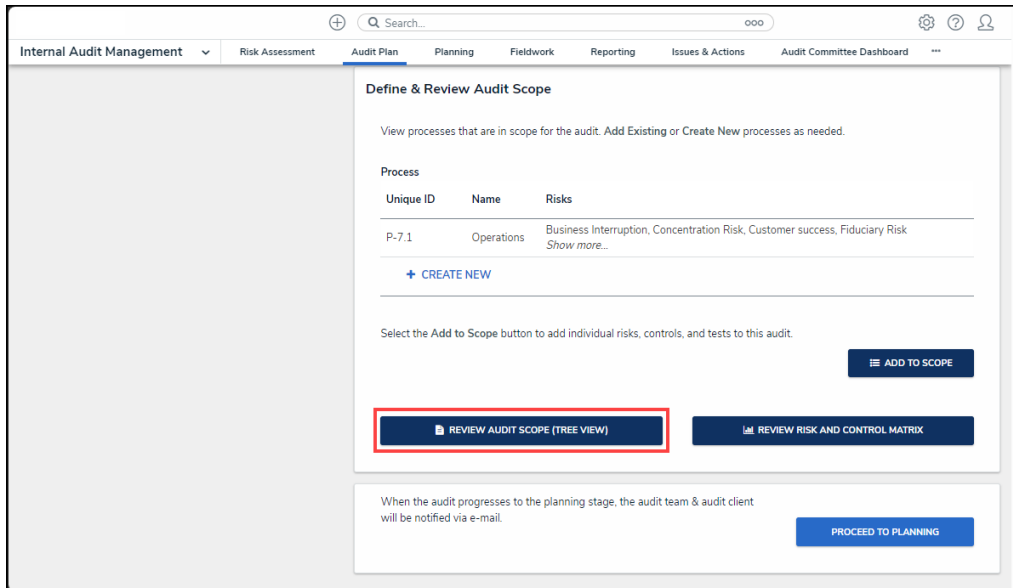 Search...
Internal Audit Management
Risk Assessment
Audit Plan
Planning
Fieldwork
Reporting
Issues & Actions
Audit Committee Dashboard
Define & Review Audit Scope
View processes that are in scope for the audit. Add Existing or Create New processes as needed.
Process
Unique ID Name Risks
P-7.1 Operations Business Interruption, Concentration Risk, Customer success, Fiduciary Risk
Show more...
+ CREATE NEW
Select the Add to Scope button to add individual risks, controls, and tests to this audit.
ADD TO SCOPE
REVIEW AUDIT SCOPE (TREE VIEW)
REVIEW RISK AND CONTROL MATRIX
When the audit progresses to the planning stage, the audit team & audit client
will be notified via e-mail.
PROCEED TO PLANNING